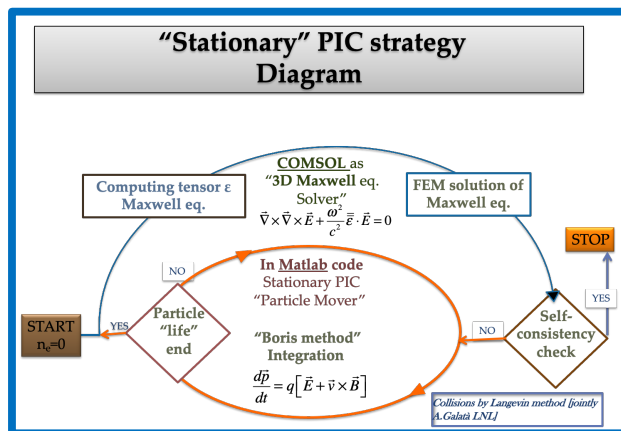 “Stationary” PIC strategy
Diagram
COMSOL as
“3D Maxwell eq.
Solver”
∇⃗ × ∇⃗ × E⃗ + ω²/c² ε̿ · E⃗ = 0
Computing tensor ε
Maxwell eq.
FEM solution of
Maxwell eq.
STOP
NO
In Matlab code
Stationary PIC
“Particle Mover”
YES
START
nₑ=0
YES
Particle
“life”
end
NO
Self-
consistency
check
“Boris method”
Integration
dp⃗/dt = q[E⃗ + v⃗ × B⃗]
Collisions by Langevin method [jointly
A.Galatà LNL]